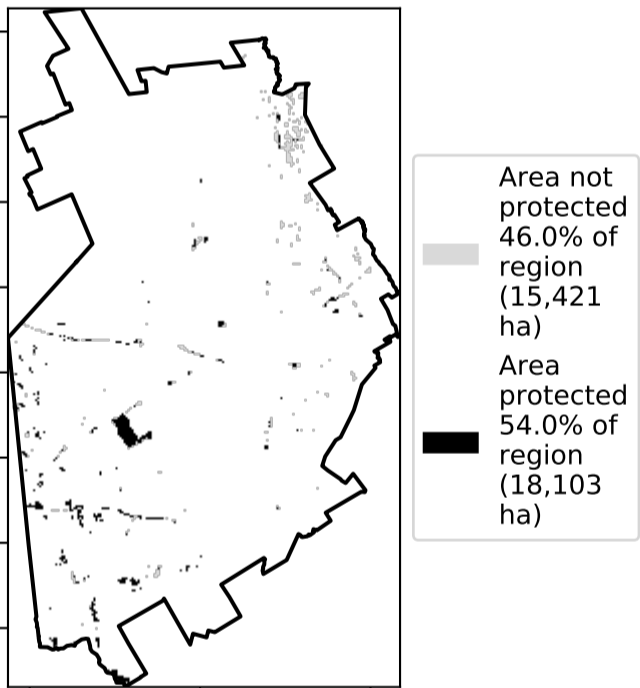 Area not
protected
46.0% of
region
(15,421
ha)
Area
protected
54.0% of
region
(18,103
ha)